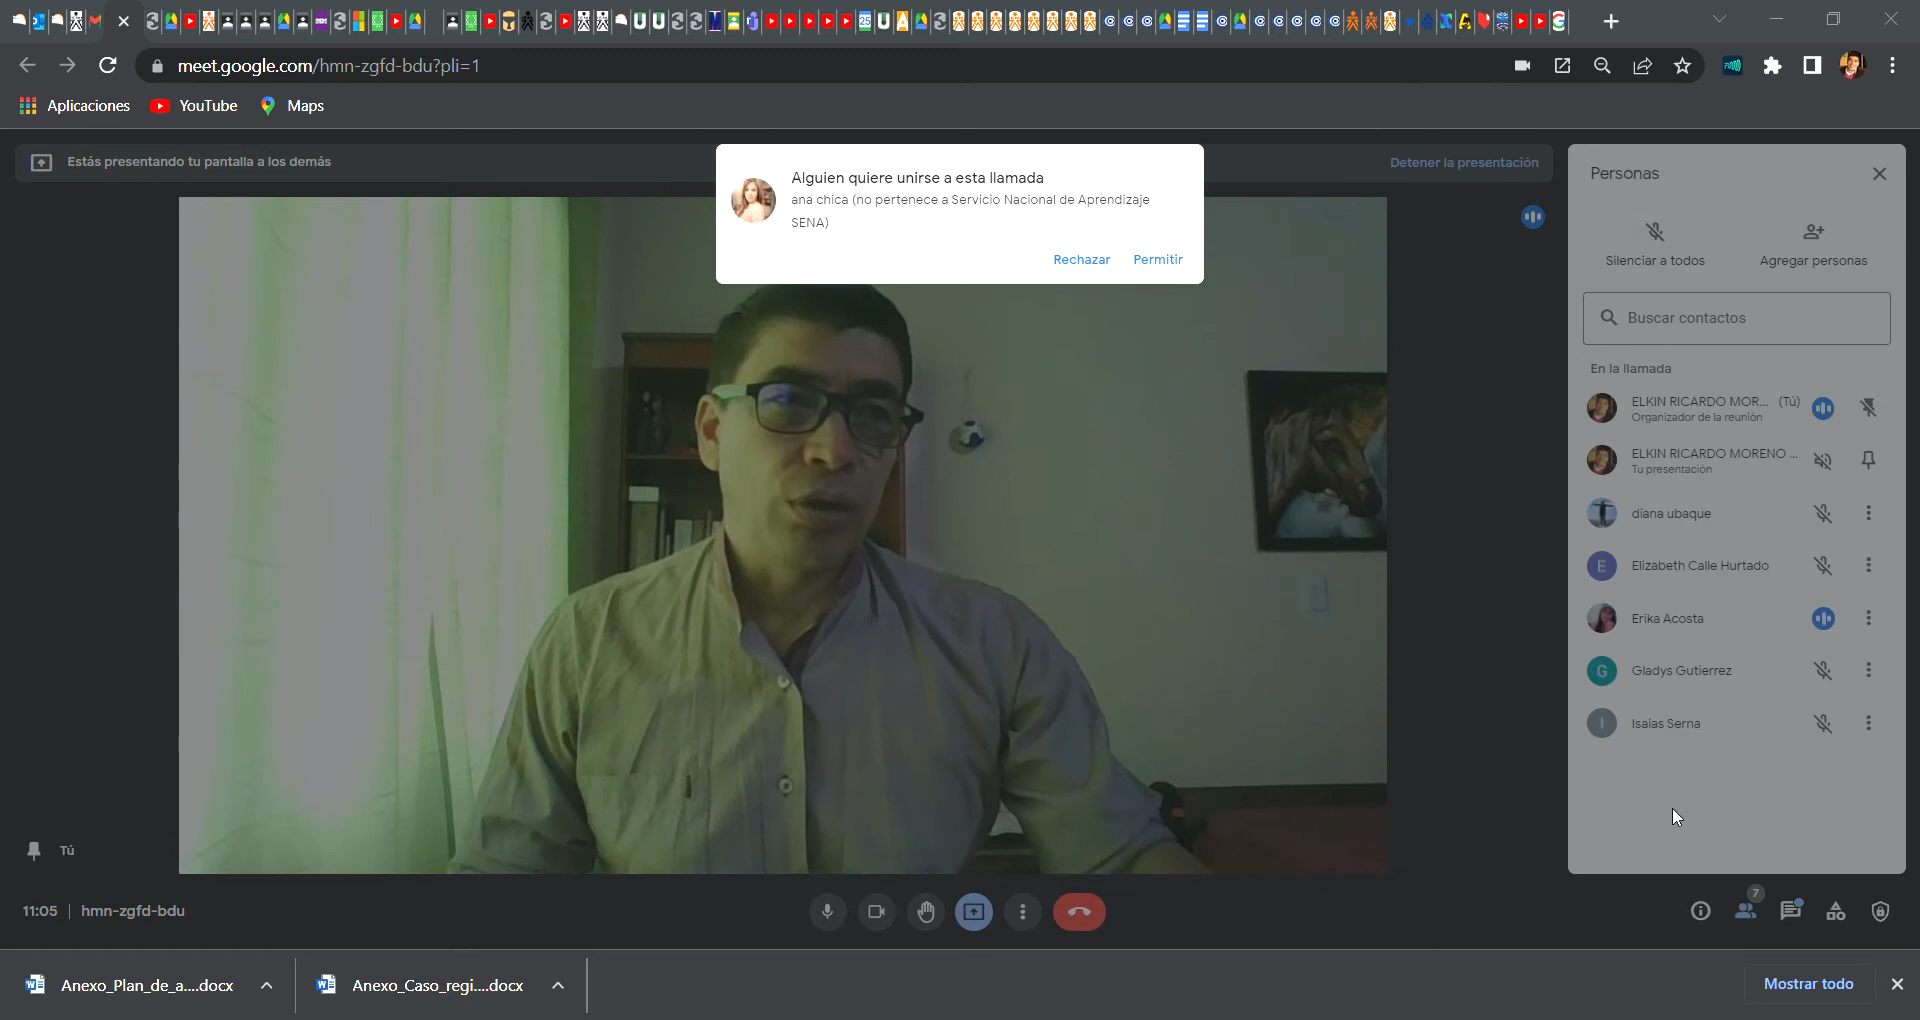 meet.google.com/hmn-zgfd-bdu?pli=1
Aplicaciones
YouTube
Maps
Estás presentando tu pantalla a los demás
Detener la presentación
Alguien quiere unirse a esta llamada
ana chica (no pertenece a Servicio Nacional de Aprendizaje
SENA)
Rechazar
Permitir
Personas
Silenciar a todos
Agregar personas
Buscar contactos
En la llamada
ELKIN RICARDO MOR... (Tú)
Organizador de la reunión
ELKIN RICARDO MORENO ...
Tu presentación
diana ubaque
E
Elizabeth Calle Hurtado
Erika Acosta
G
Gladys Gutierrez
I
Isaias Serna
Tú
11:05 | hmn-zgfd-bdu
7
Anexo_Plan_de_a....docx
Anexo_Caso_regi....docx
Mostrar todo